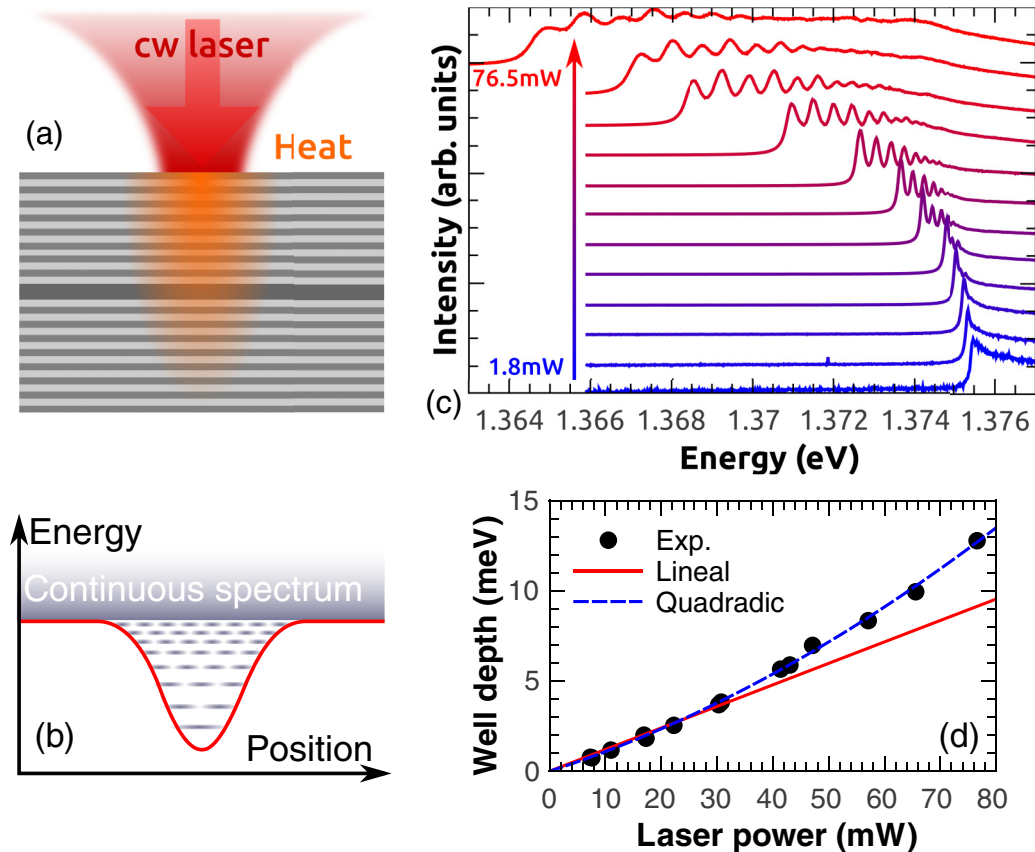 cw laser
(a)
Heat
Energy
Continuous spectrum
(b)
Position
Intensity (arb. units)
76.5mW
1.8mW
(c)
1.364 1.366 1.368 1.37 1.372 1.374 1.376
Energy (eV)
Well depth (meV)
15
10
5
0
Exp.
Lineal
Quadradic
(d)
0 10 20 30 40 50 60 70 80
Laser power (mW)